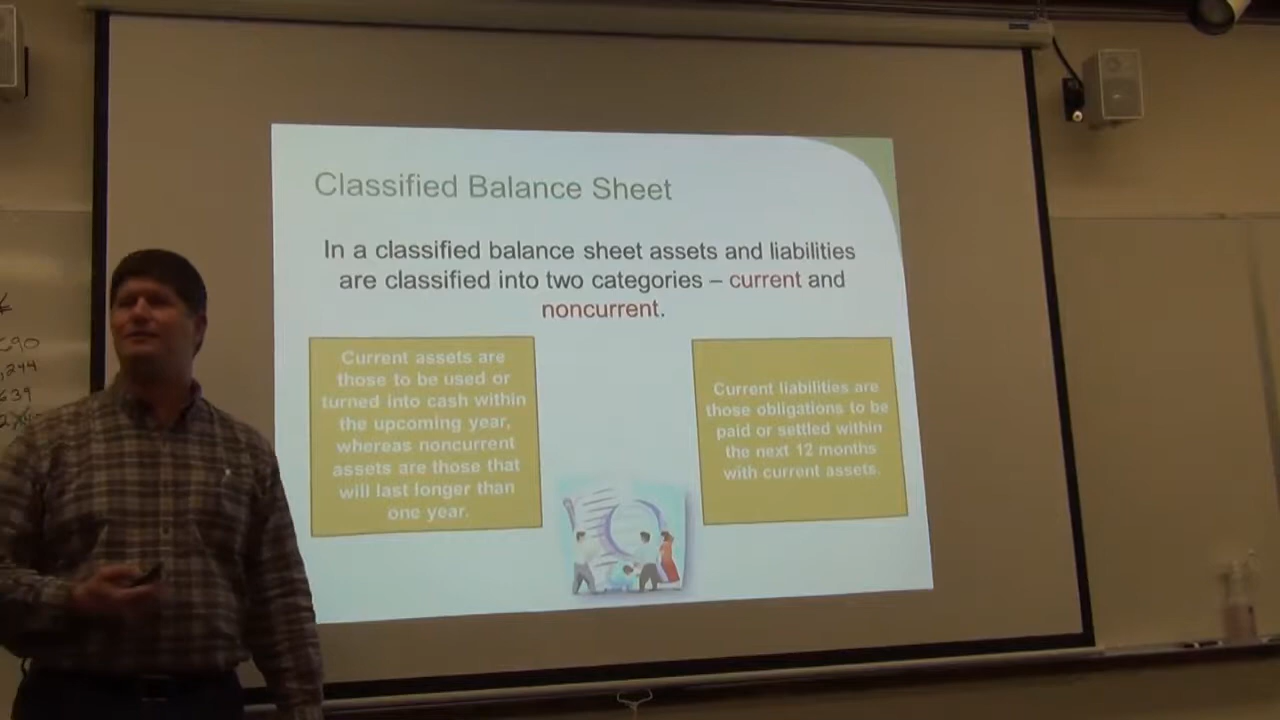 Classified Balance Sheet
In a classified balance sheet assets and liabilities
are classified into two categories – current and
noncurrent.
Current assets are
those to be used or
turned into cash within
the upcoming year,
whereas noncurrent
assets are those that
will last longer than
one year.
Current liabilities are
those obligations to be
paid or settled within
the next 12 months
with current assets.
244
639